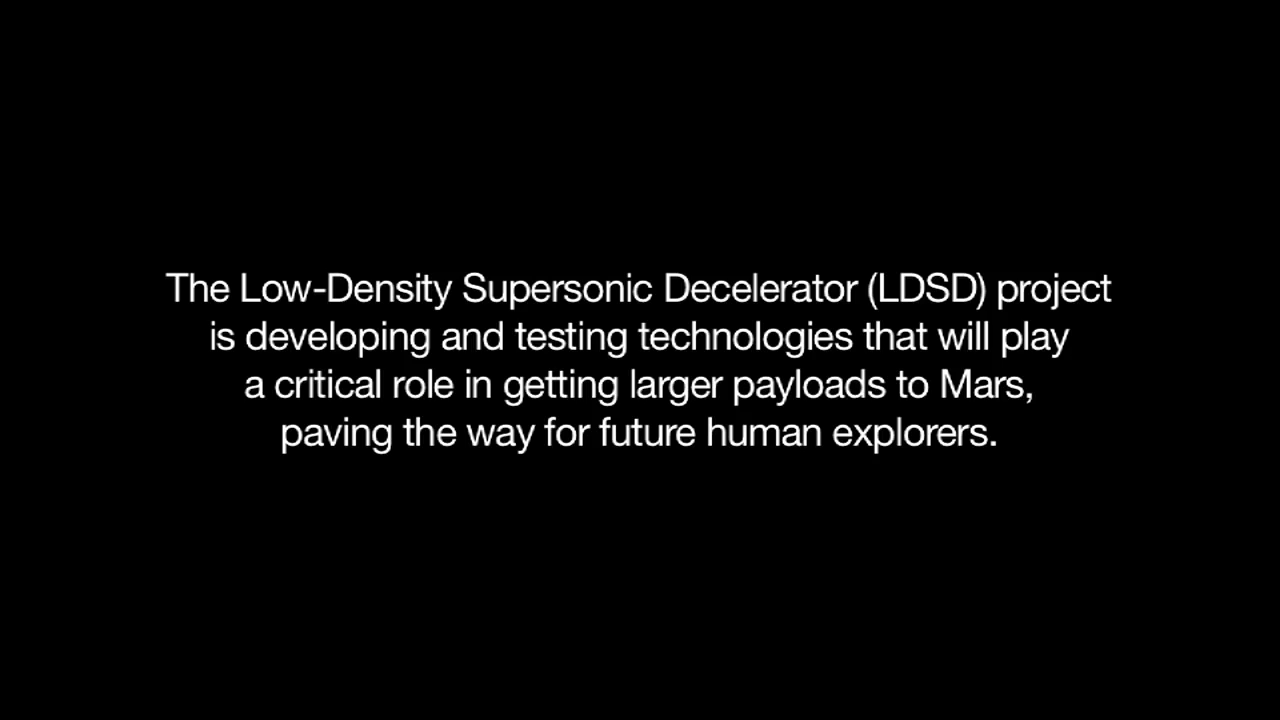 The Low-Density Supersonic Decelerator (LDSD) project
is developing and testing technologies that will play
a critical role in getting larger payloads to Mars,
paving the way for future human explorers.